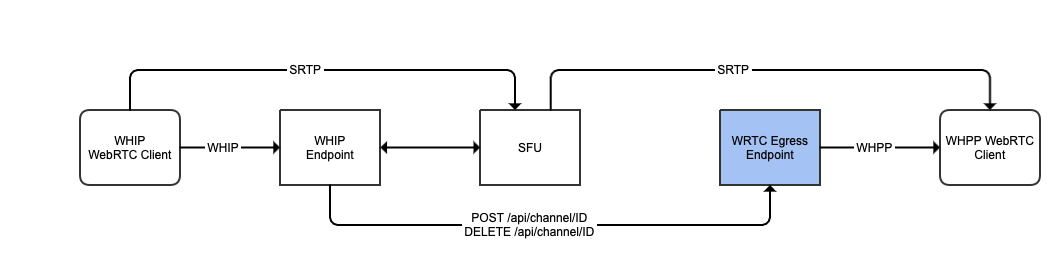 SRTP
SRTP
WHIP
WebRTC Client
WHIP
WHIP
Endpoint
SFU
WRTC Egress
Endpoint
WHPP
WHPP WebRTC
Client
POST /api/channel/ID
DELETE /api/channel/ID